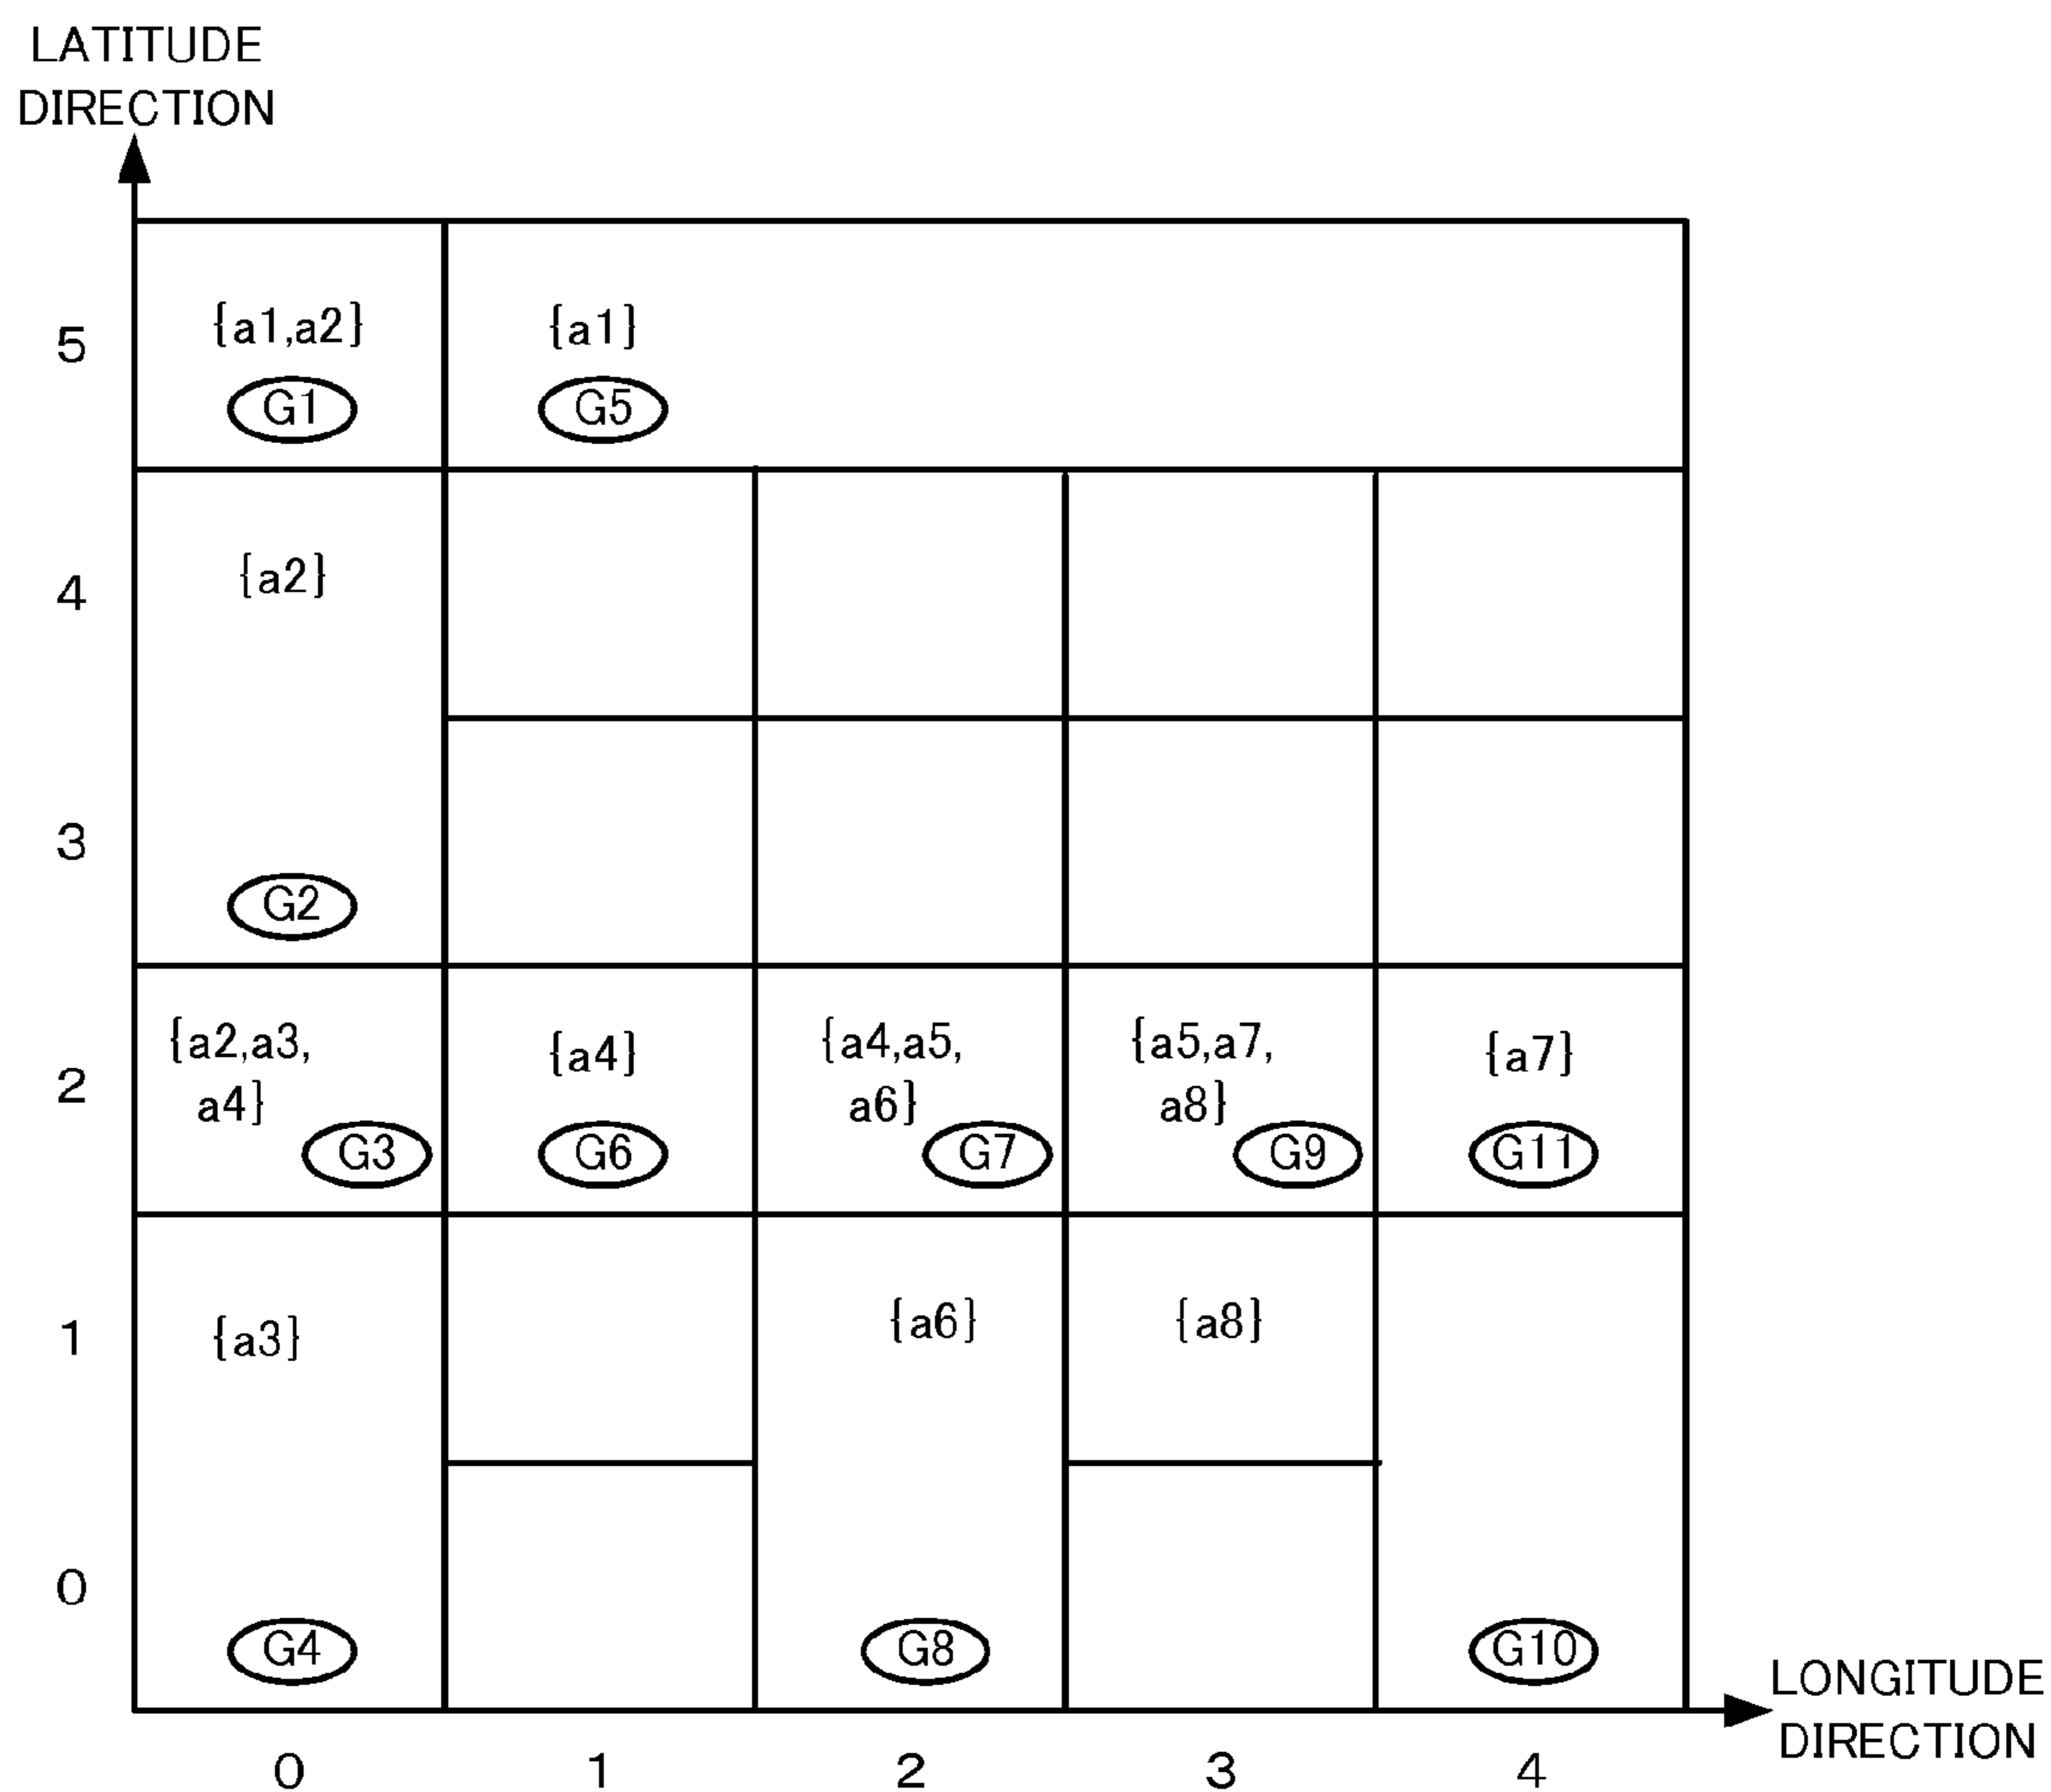 LATITUDE
DIRECTION
5
{a1,a2}
{a1}
G1
G5
4
{a2}
3
G2
2
{a2,a3,
a4}
G3
{a4}
G6
{a4,a5,
a6}
G7
{a5,a7,
a8}
G9
{a7}
G11
1
{a3}
{a6}
{a8}
0
G4
G8
G10
LONGITUDE
DIRECTION
0 1 2 3 4